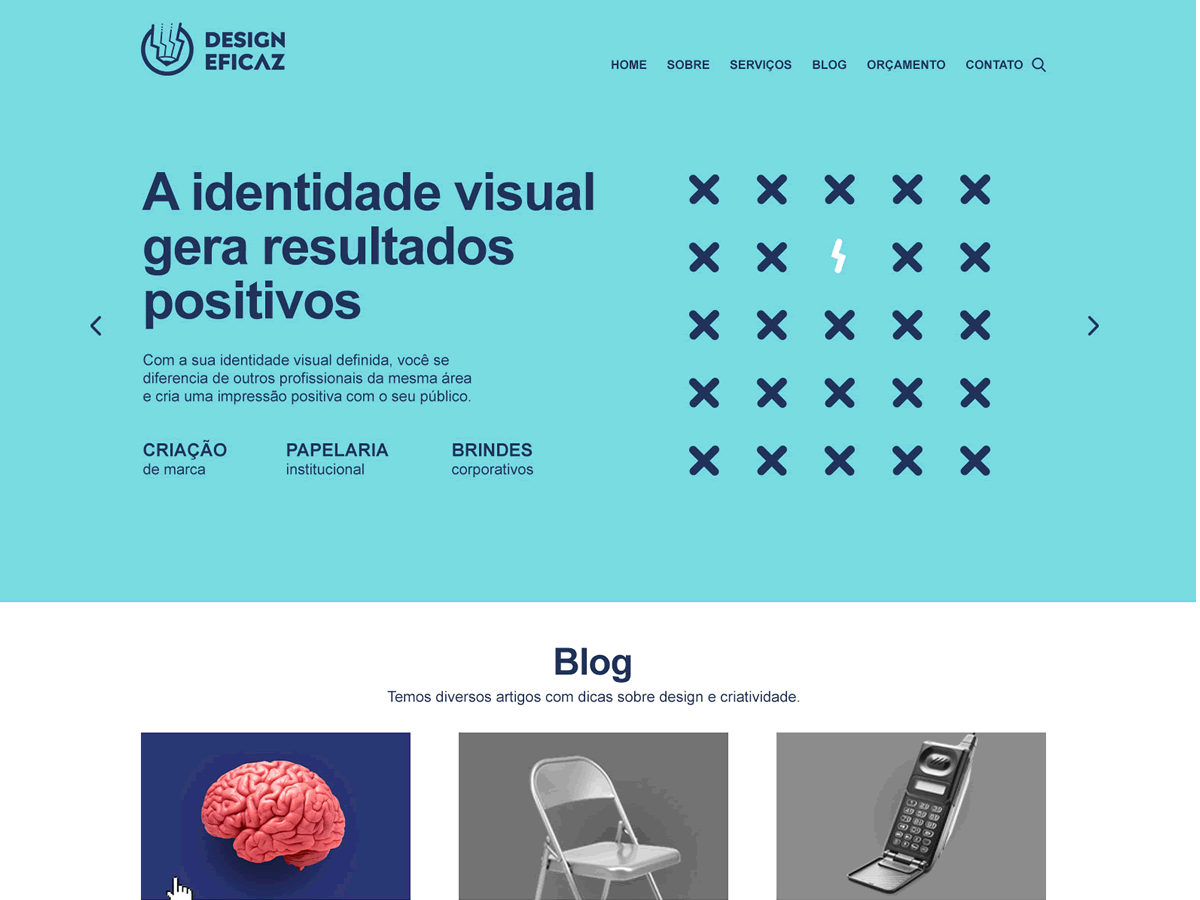 DESIGN
EFICAZ
HOME SOBRE SERVIÇOS BLOG ORÇAMENTO CONTATO
A identidade visual
gera resultados
positivos
Com a sua identidade visual definida, você se
diferencia de outros profissionais da mesma área
e cria uma impressão positiva com o seu público.
CRIAÇÃO PAPELARIA BRINDES
de marca institucional corporativos
Blog
Temos diversos artigos com dicas sobre design e criatividade.